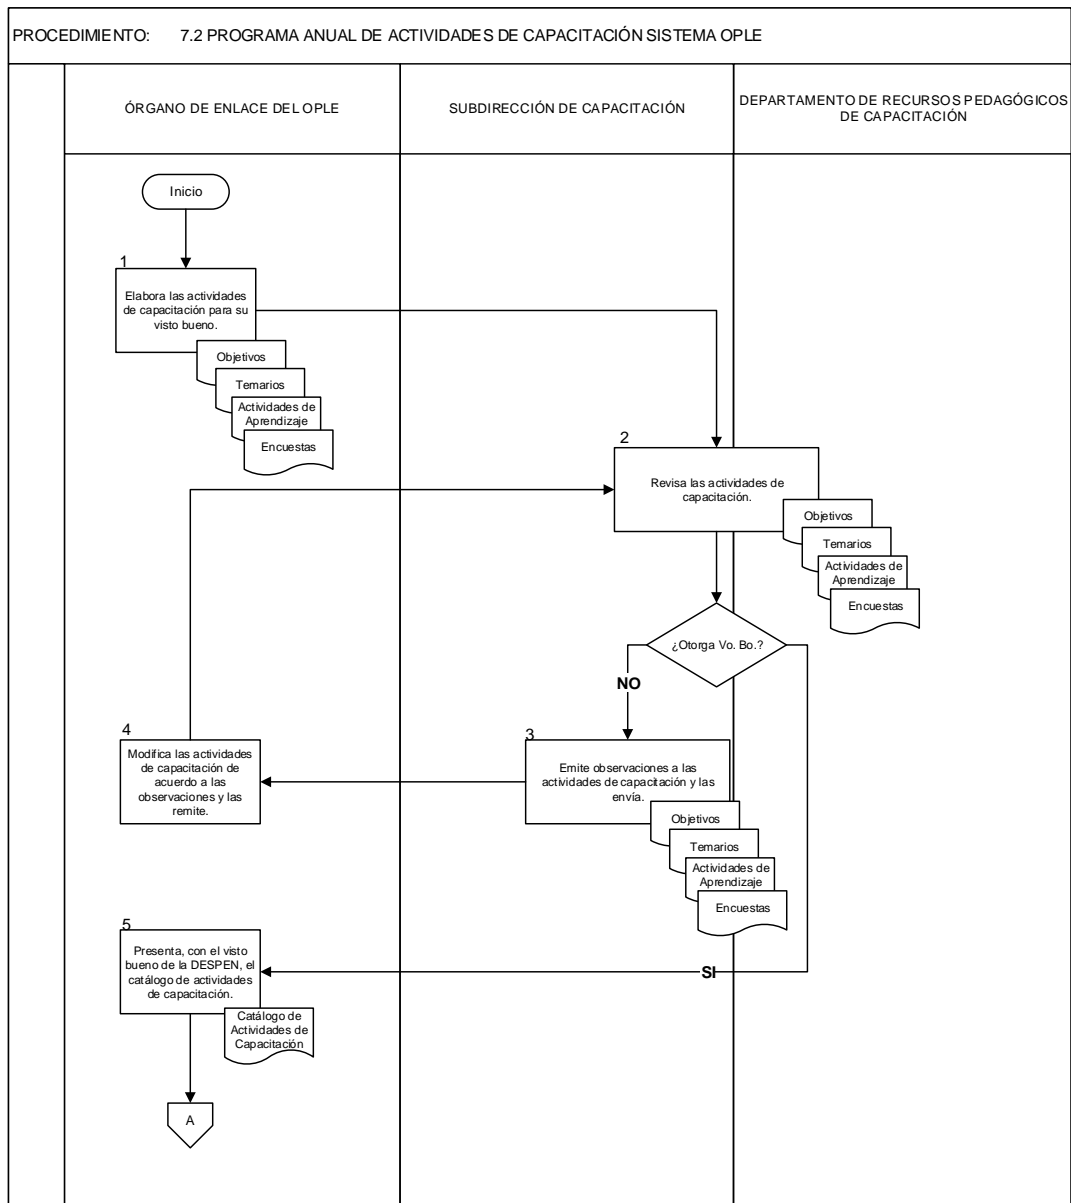 PROCEDIMIENTO: 7.2 PROGRAMA ANUAL DE ACTIVIDADES DE CAPACITACIÓN SISTEMA OPLE
ÓRGANO DE ENLACE DEL OPLE
SUBDIRECCIÓN DE CAPACITACIÓN
DEPARTAMENTO DE RECURSOS PEDAGÓGICOS
DE CAPACITACIÓN
Inicio
1
Elabora las actividades
de capacitación para su
visto bueno.
Objetivos
Temarios
Actividades de
Aprendizaje
Encuestas
2
Revisa las actividades de
capacitación.
Objetivos
Temarios
Actividades de
Aprendizaje
Encuestas
¿Otorga Vo. Bo.?
NO
4
Modifica las actividades
de capacitación de
acuerdo a las
observaciones y las
remite.
3
Emite observaciones a las
actividades de capacitación y las
envía.
Objetivos
Temarios
Actividades de
Aprendizaje
Encuestas
5
Presenta, con el visto
bueno de la DESPEN, el
catálogo de actividades
de capacitación.
SI
Catálogo de
Actividades de
Capacitación
A